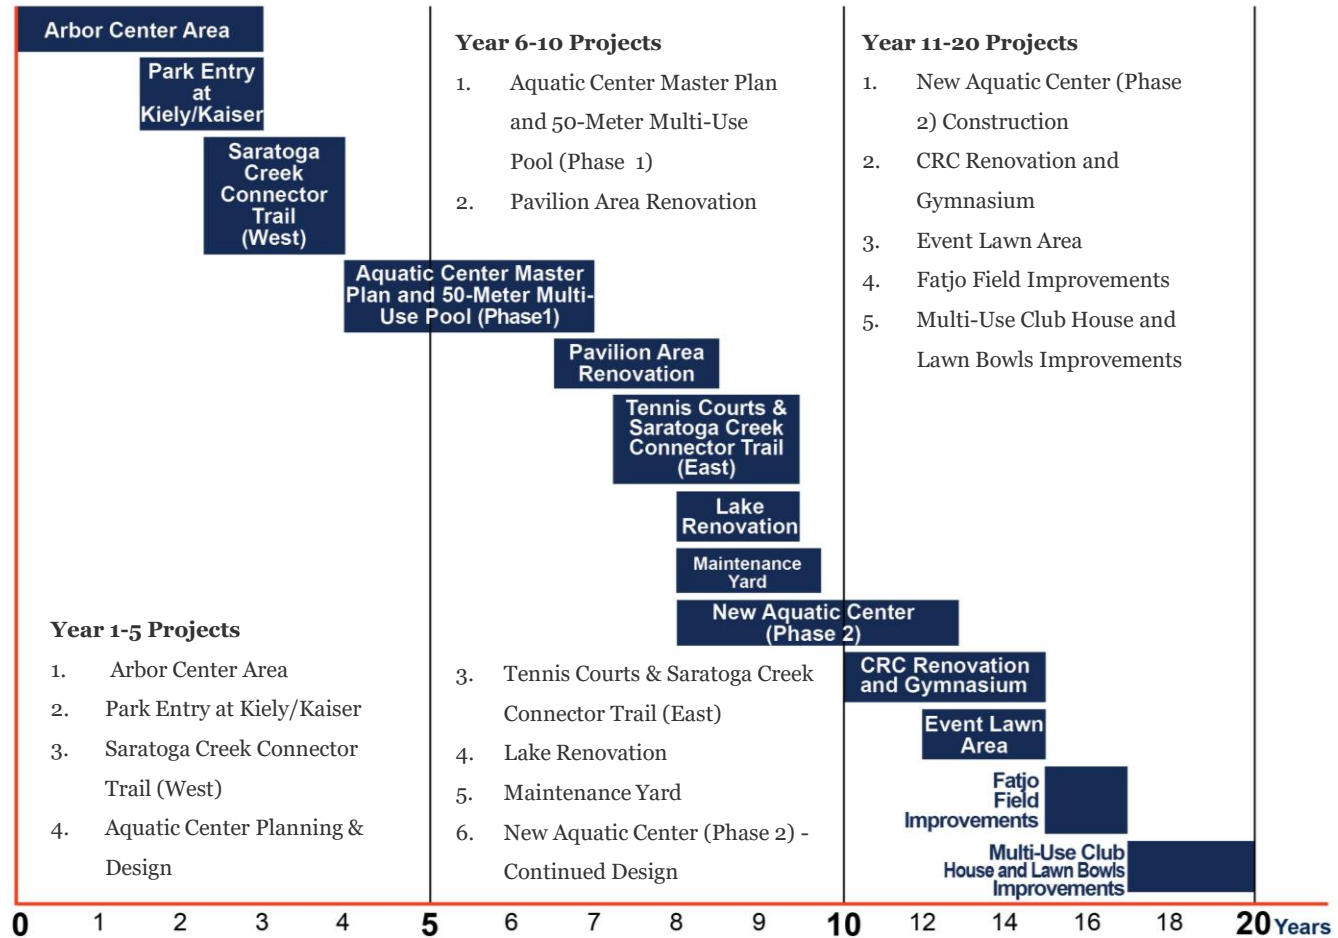 Arbor Center Area
Park Entry
at
Kiely/Kaiser
Saratoga
Creek
Connector
Trail
(West)
Aquatic Center Master
Plan and 50-Meter Multi-
Use Pool (Phase1)
Pavilion Area
Renovation
Tennis Courts &
Saratoga Creek
Connector Trail
(East)
Lake
Renovation
Maintenance
Yard
New Aquatic Center
(Phase 2)
CRC Renovation
and Gymnasium
Event Lawn
Area
Fatjo
Field
Improvements
Multi-Use Club
House and Lawn Bowls
Improvements
Year 1-5 Projects
1. Arbor Center Area
2. Park Entry at Kiely/Kaiser
3. Saratoga Creek Connector
Trail (West)
4. Aquatic Center Planning &
Design
Year 6-10 Projects
1. Aquatic Center Master Plan
and 50-Meter Multi-Use
Pool (Phase 1)
2. Pavilion Area Renovation
3. Tennis Courts & Saratoga Creek
Connector Trail (East)
4. Lake Renovation
5. Maintenance Yard
6. New Aquatic Center (Phase 2) -
Continued Design
Year 11-20 Projects
1. New Aquatic Center (Phase
2) Construction
2. CRC Renovation and
Gymnasium
3. Event Lawn Area
4. Fatjo Field Improvements
5. Multi-Use Club House and
Lawn Bowls Improvements
0 1 2 3 4 5 6 7 8 9 10 12 14 16 18 20 Years